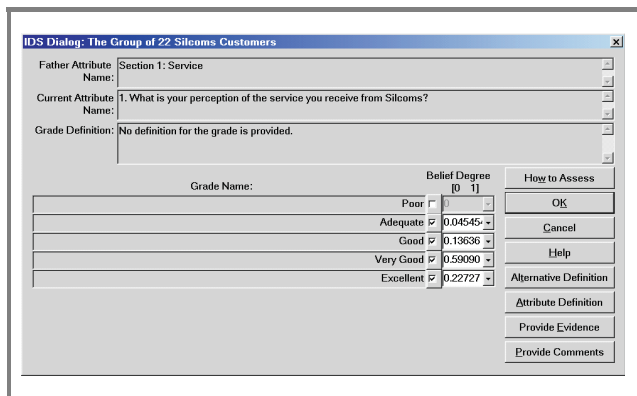 IDS Dialog: The Group of 22 Silcoms Customers
Father Attribute Name: Section 1: Service
Current Attribute Name: 1. What is your perception of the service you receive from Silcoms?
Grade Definition: No definition for the grade is provided.
Grade Name: Belief Degree [0 1]
Poor 0
Adequate 0.04545
Good 0.13636
Very Good 0.59090
Excellent 0.22727
How to Assess
OK
Cancel
Help
Alternative Definition
Attribute Definition
Provide Evidence
Provide Comments